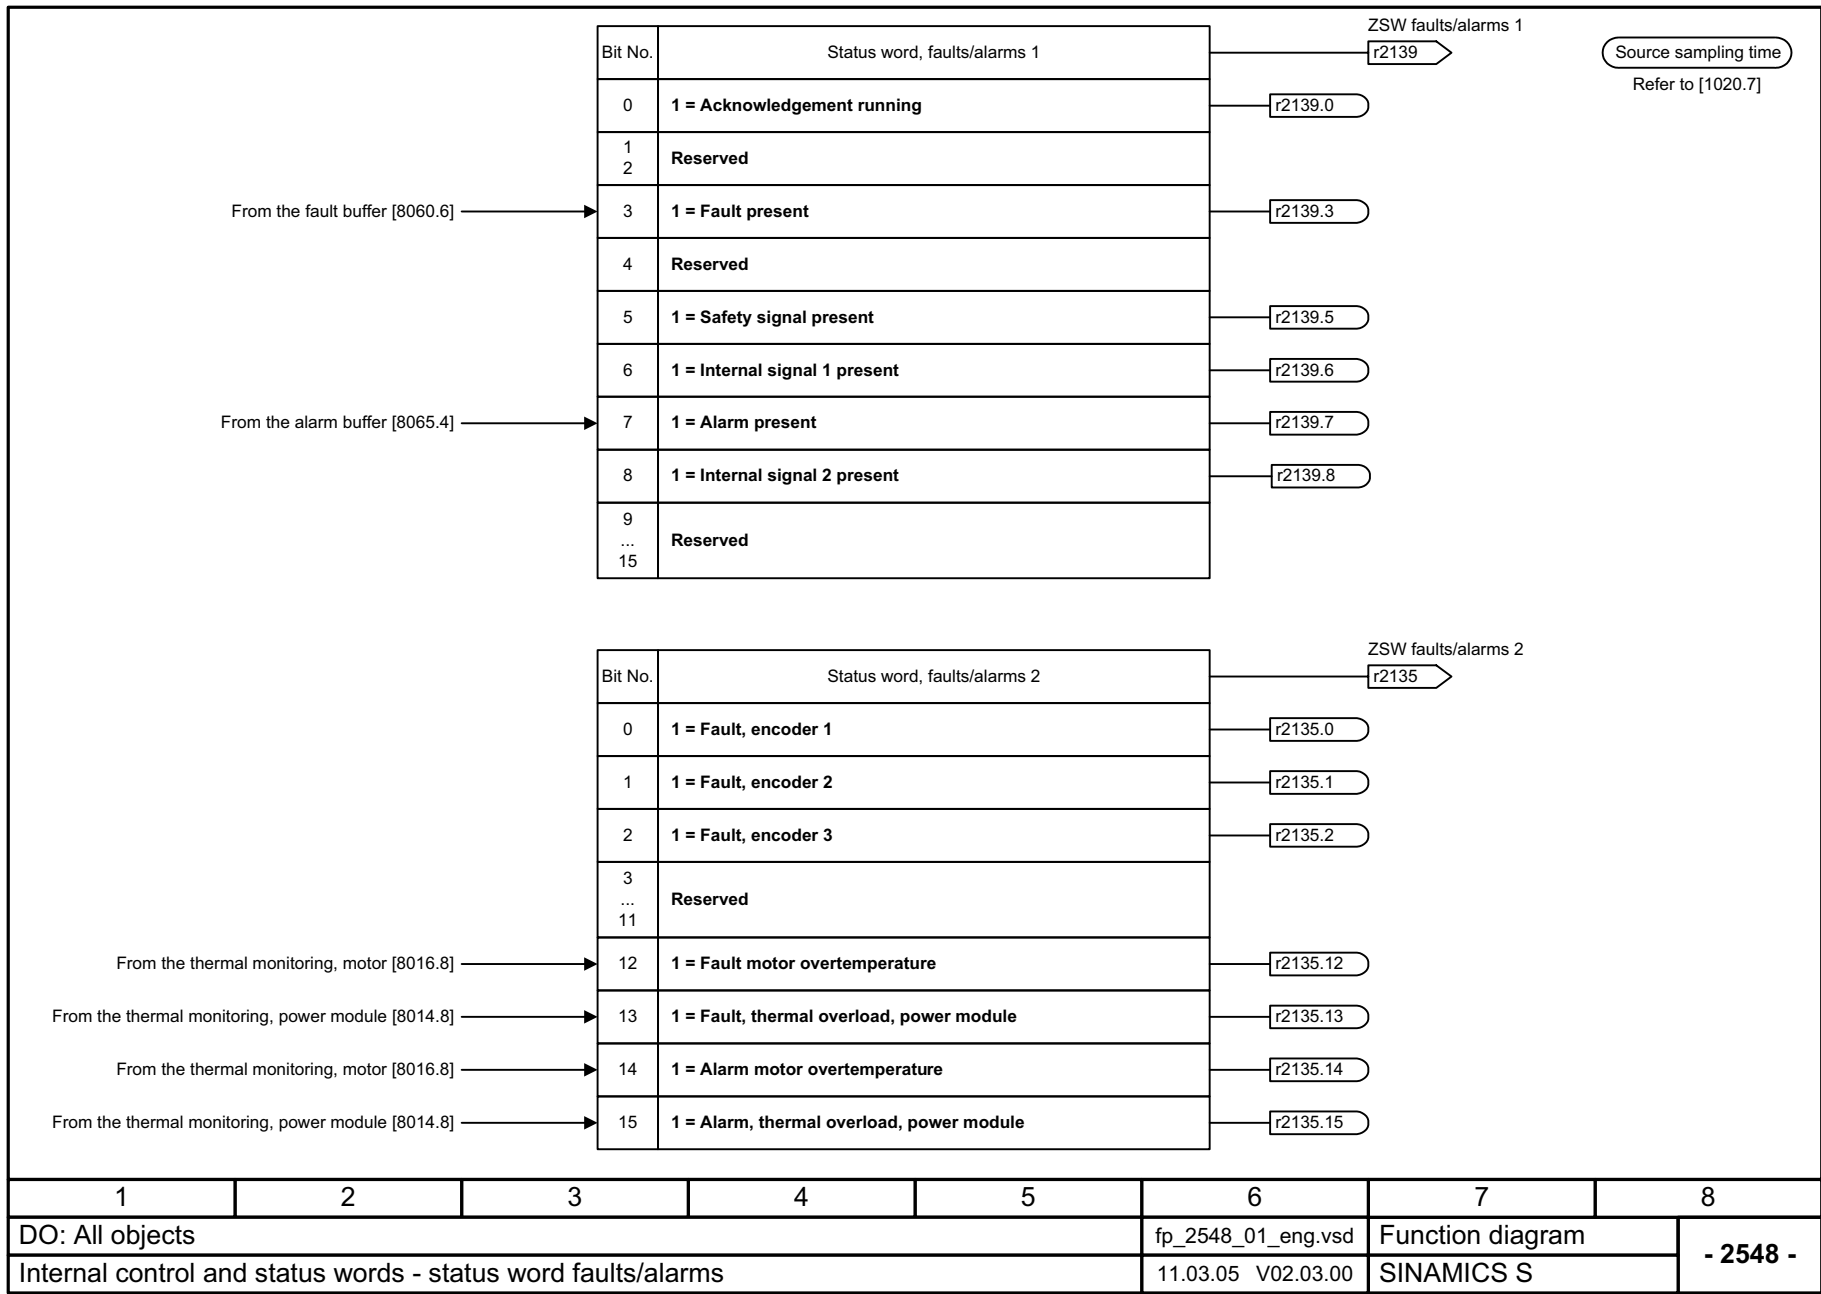 ZSW faults/alarms 1
Bit No. Status word, faults/alarms 1 r2139 Source sampling time
Refer to [1020.7]
0 1 = Acknowledgement running r2139.0
1
2
Reserved
From the fault buffer [8060.6] 3 1 = Fault present r2139.3
4 Reserved
5 1 = Safety signal present r2139.5
6 1 = Internal signal 1 present r2139.6
From the alarm buffer [8065.4] 7 1 = Alarm present r2139.7
8 1 = Internal signal 2 present r2139.8
9
... Reserved
15
ZSW faults/alarms 2
Bit No. Status word, faults/alarms 2 r2135
0 1 = Fault, encoder 1 r2135.0
1 1 = Fault, encoder 2 r2135.1
2 1 = Fault, encoder 3 r2135.2
3
... Reserved
11
From the thermal monitoring, motor [8016.8] 12 1 = Fault motor overtemperature r2135.12
From the thermal monitoring, power module [8014.8] 13 1 = Fault, thermal overload, power module r2135.13
From the thermal monitoring, motor [8016.8] 14 1 = Alarm motor overtemperature r2135.14
From the thermal monitoring, power module [8014.8] 15 1 = Alarm, thermal overload, power module r2135.15
1 2 3 4 5 6 7 8
DO: All objects fp_2548_01_eng.vsd Function diagram - 2548 -
Internal control and status words - status word faults/alarms 11.03.05 V02.03.00 SINAMICS S